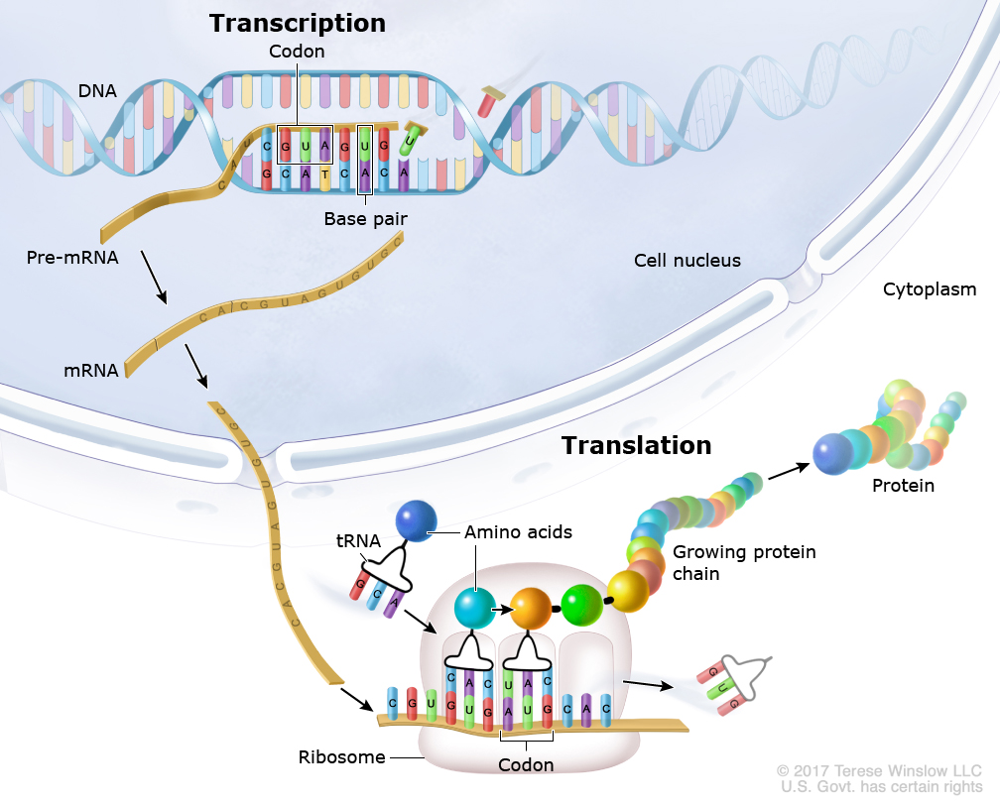 Transcription
Codon
DNA
C A U C G U A G U G U
G C A T C A C A
Base pair
Pre-mRNA
Cell nucleus
Cytoplasm
C A C G U A G U G U G C
mRNA
C G U G U G A U G C A C
Translation
Protein
tRNA
Amino acids
Growing protein
chain
G C A
C A C U A C
G U G
C G U G U G A U G C A C
Ribosome
Codon
© 2017 Terese Winslow LLC
U.S. Govt. has certain rights